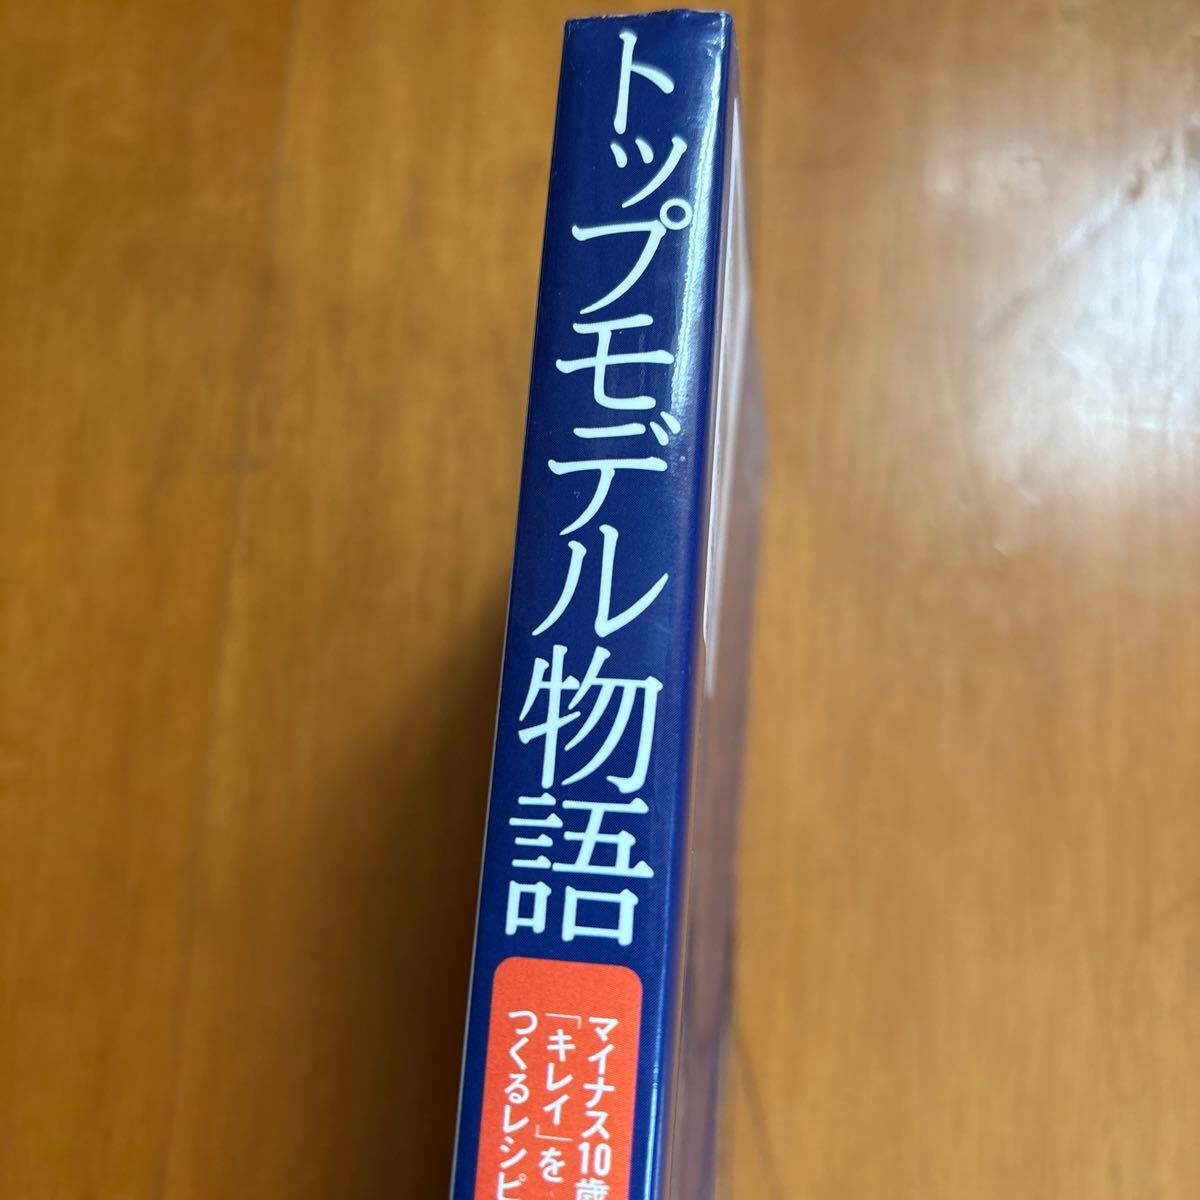 トップモデル物語
マイナス10歳
「キレイ」を
つくるレシピ